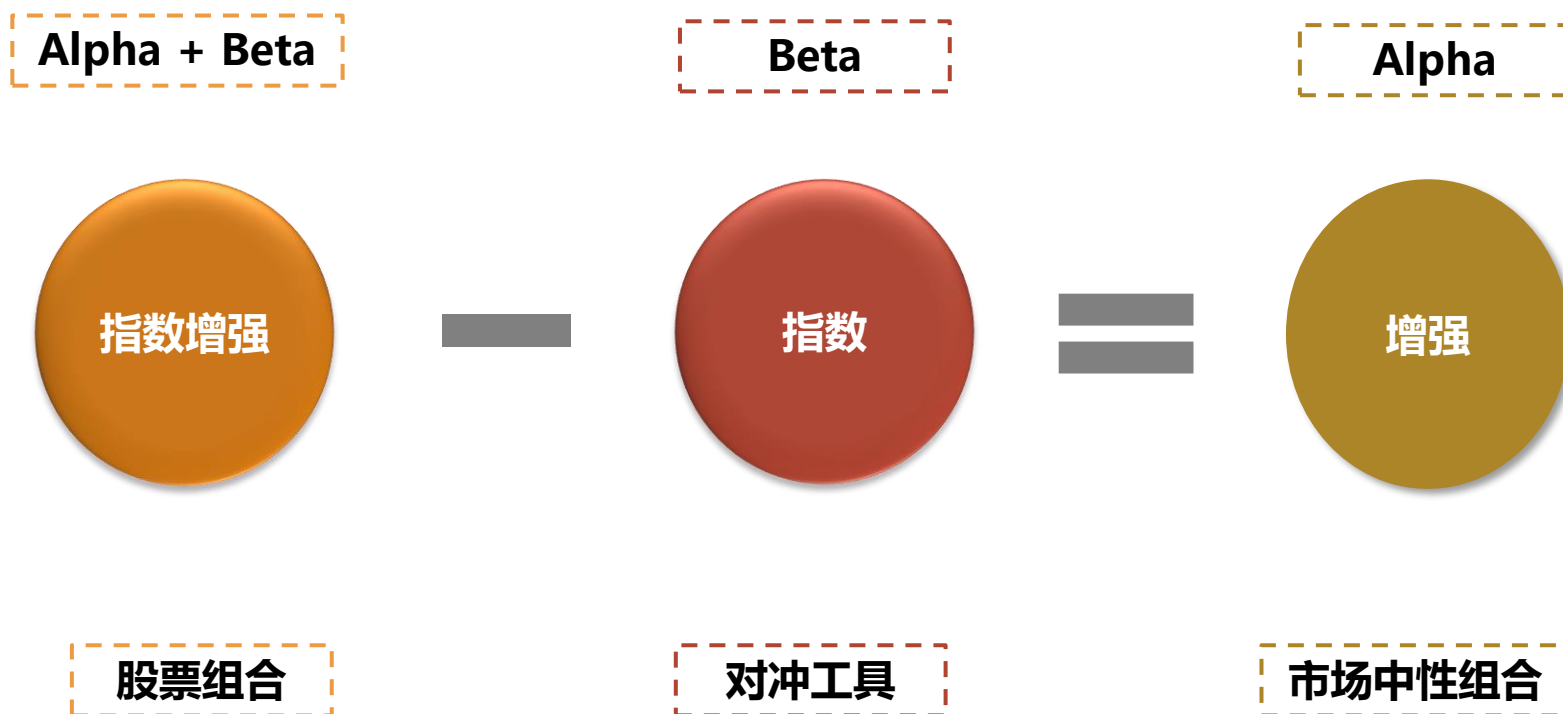 Alpha + Beta
Beta
Alpha
指数增强
指数
增强
股票组合
对冲工具
市场中性组合